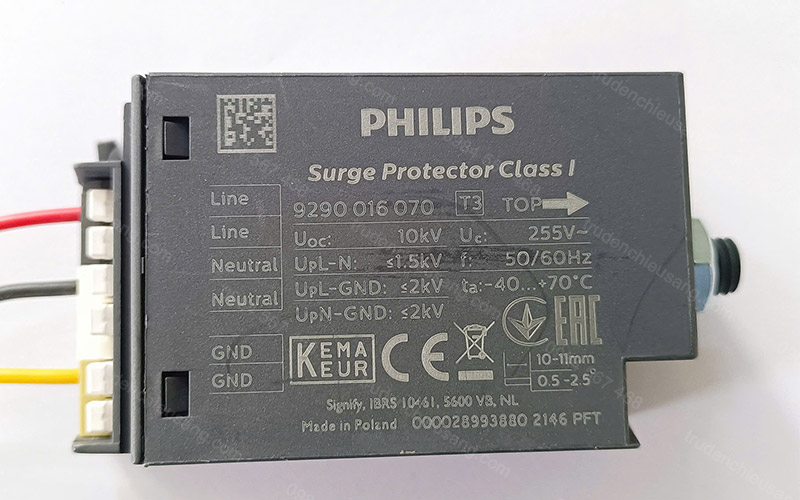 PHILIPS
Surge Protector Class I
Line
Line
Neutral
Neutral
GND
GND
9290 016 070 T3 TOP
Uoc: 10kV Uc: 255V~
UpL-N: ≤1.5kV f: 50/60Hz
UpL-GND: ≤2kV ta:-40...+70°C
UpN-GND: ≤2kV
KEMA
KEUR
CE
EAC
10-11mm
0.5-2.5°
Signify, IBRS 10461, 5600 VB, NL
Made in Poland 000028993880 2146 PFT